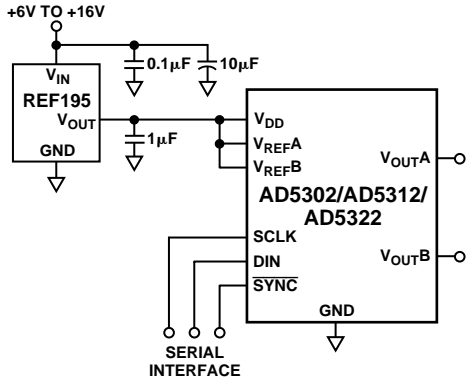 +6V TO +16V
0.1µF
10µF
VIN
REF195
VOUT
GND
1µF
VDD
VREFA
VREFB
AD5302/AD5312/
AD5322
SCLK
DIN
SYNC
GND
VOUTA
VOUTB
SERIAL
INTERFACE